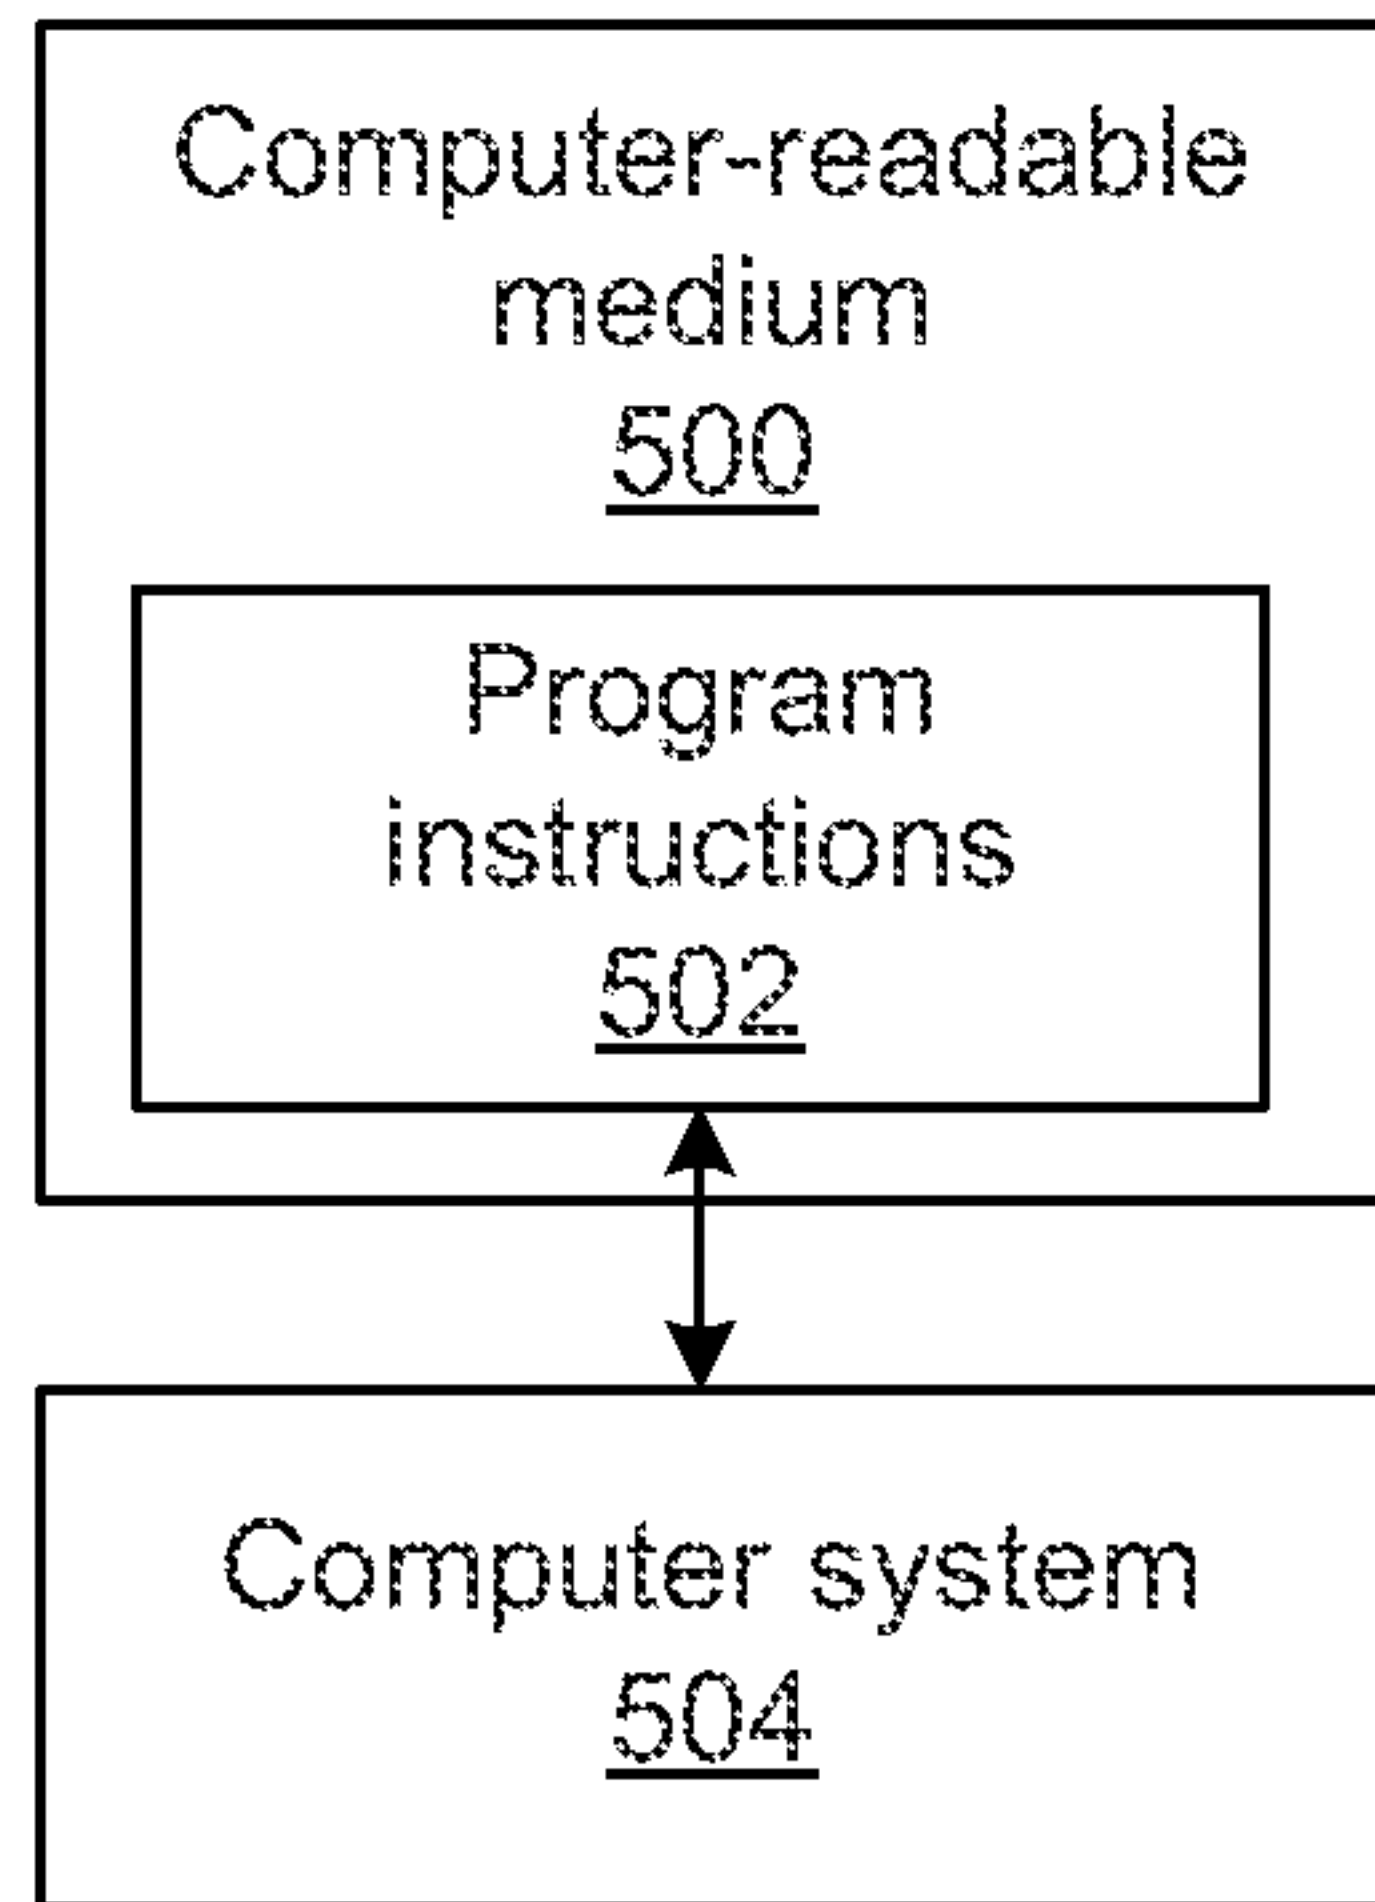 Computer-readable
medium
500
Program
instructions
502
Computer system
504